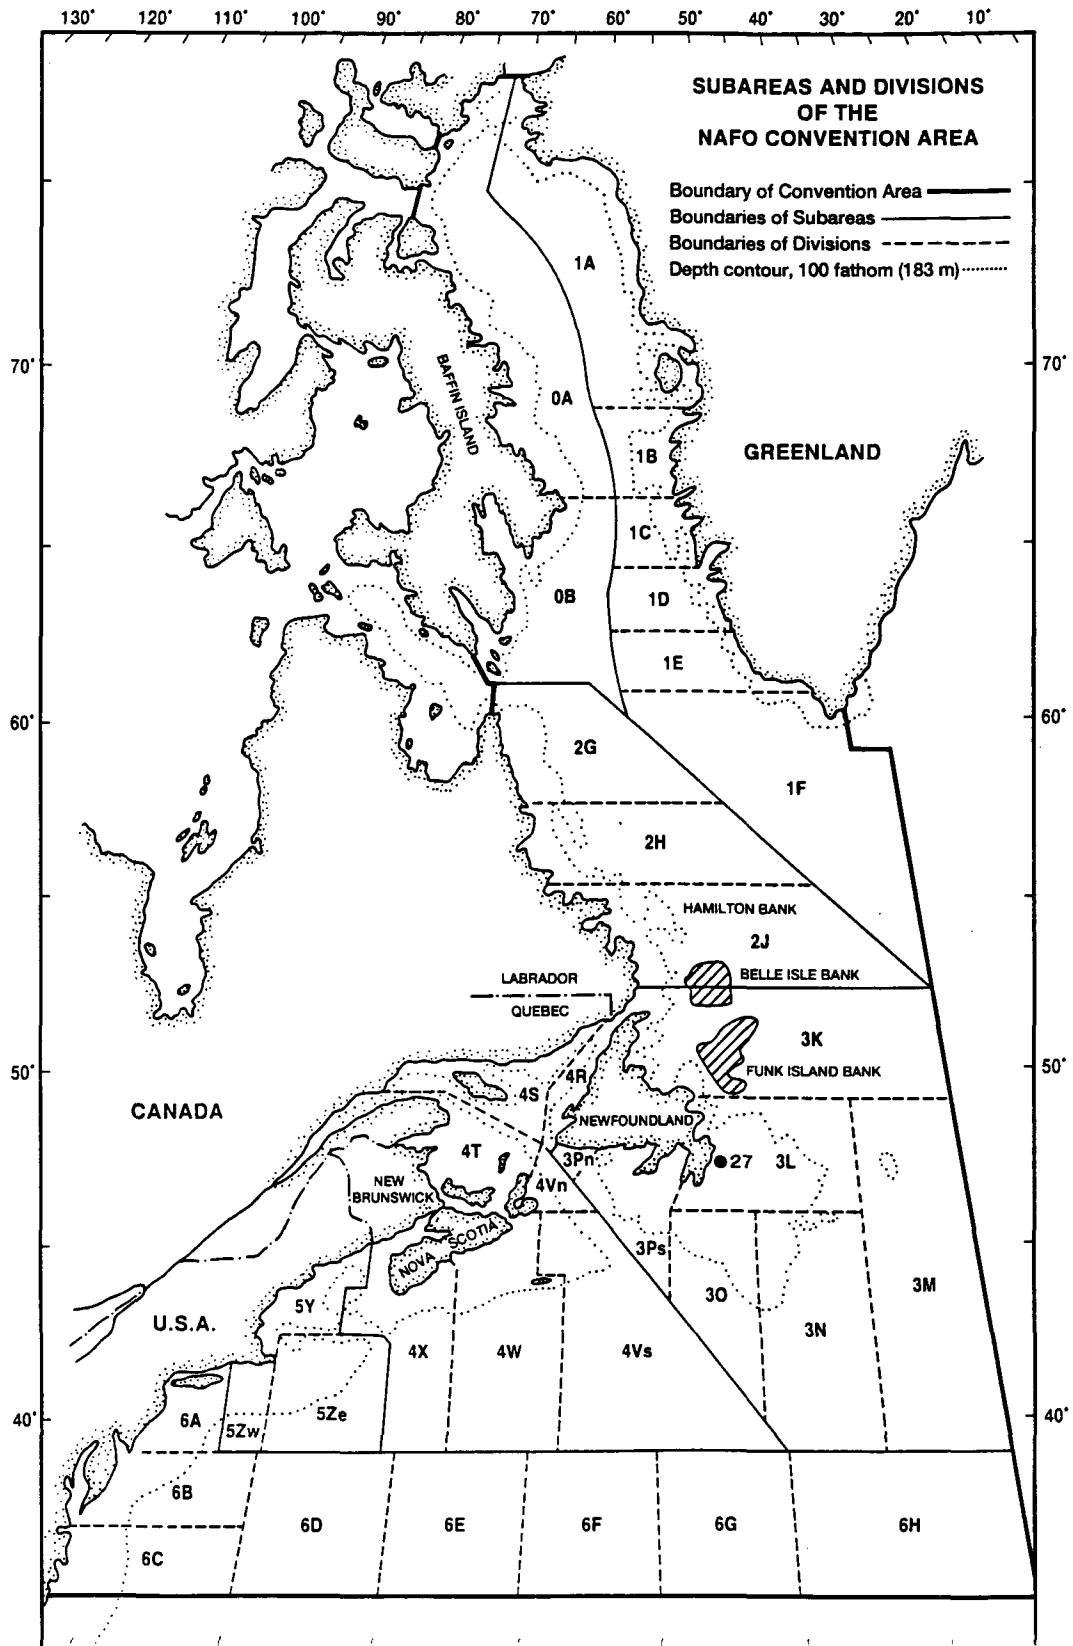 130° 120° 110° 100° 90° 80° 70° 60° 50° 40° 30° 20° 10°
SUBAREAS AND DIVISIONS
OF THE
NAFO CONVENTION AREA
Boundary of Convention Area
Boundaries of Subareas
Boundaries of Divisions
Depth contour, 100 fathom (183 m)
1A
70° 70°
BAFFIN ISLAND
0A
1B
GREENLAND
1C
0B
1D
1E
60° 60°
2G
1F
2H
HAMILTON BANK
2J
LABRADOR
BELLE ISLE BANK
QUEBEC
3K
50° 50°
FUNK ISLAND BANK
4R
4S
CANADA
NEWFOUNDLAND
4T
3Pn
27
3L
NEW
BRUNSWICK
4Vn
NOVA SCOTIA
3Ps
3M
3O
5Y
U.S.A.
3N
4X
4W
4Vs
40° 40°
6A
5Zw
5Ze
6B
6D
6E
6F
6G
6H
6C